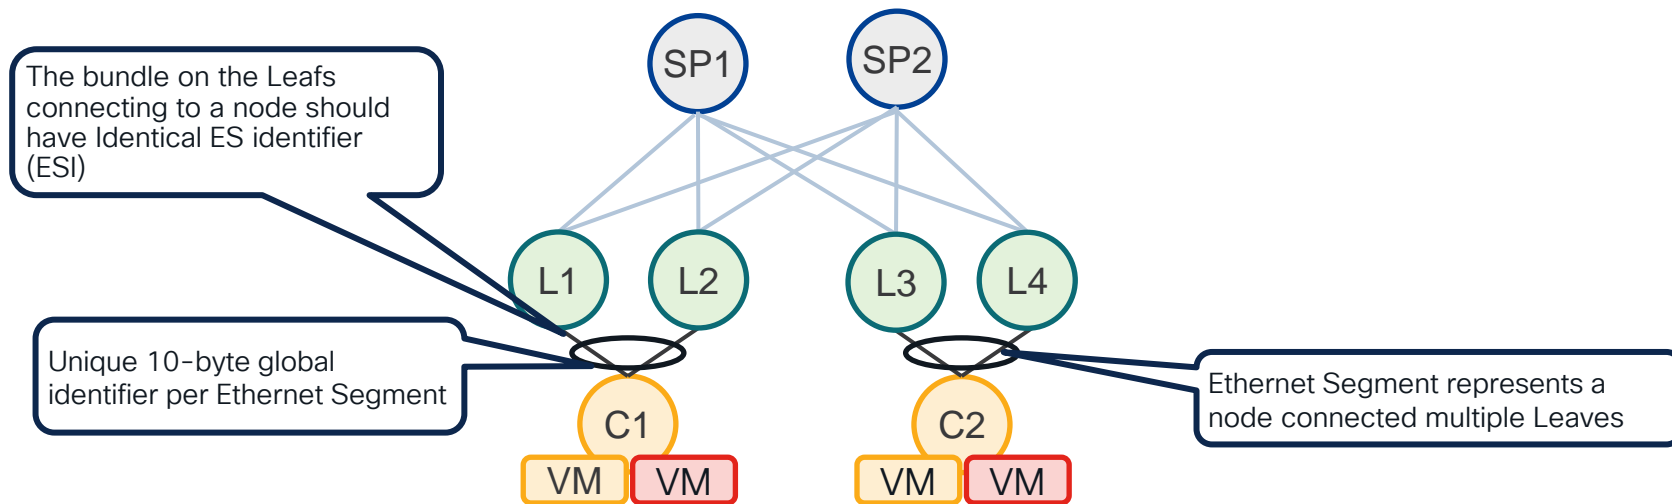 SP1
SP2
The bundle on the Leafs
connecting to a node should
have Identical ES identifier
(ESI)
L1
L2
L3
L4
Unique 10-byte global
identifier per Ethernet Segment
Ethernet Segment represents a
node connected multiple Leaves
C1
C2
VM
VM
VM
VM